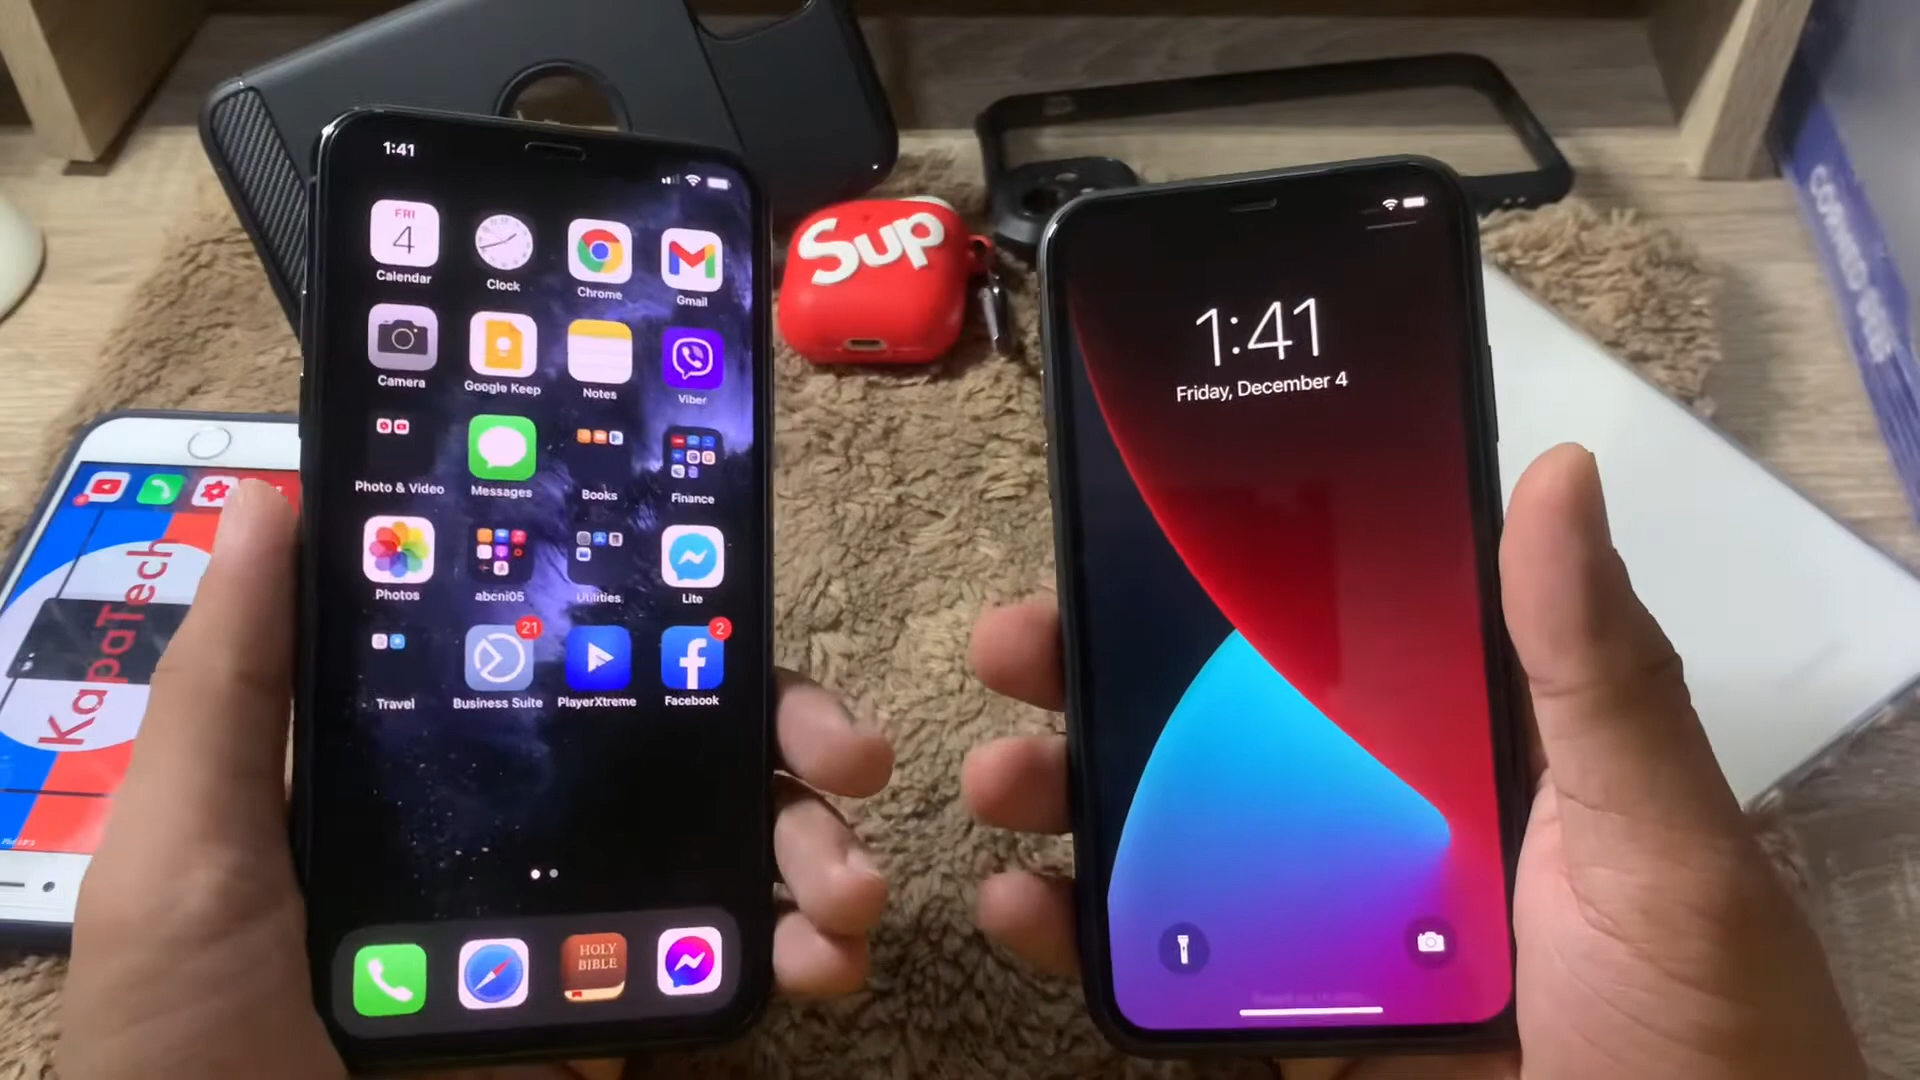 1:41
FRI
4
Calendar
Clock
Chrome
Gmail
Camera
Google Keep
Notes
Viber
Photo & Video
Messages
Books
Finance
Photos
abcni05
Utilities
Lite
Travel
21
Business Suite
PlayerXtreme
2
Facebook
HOLY
BIBLE
Sup
1:41
Friday, December 4
KapaTech